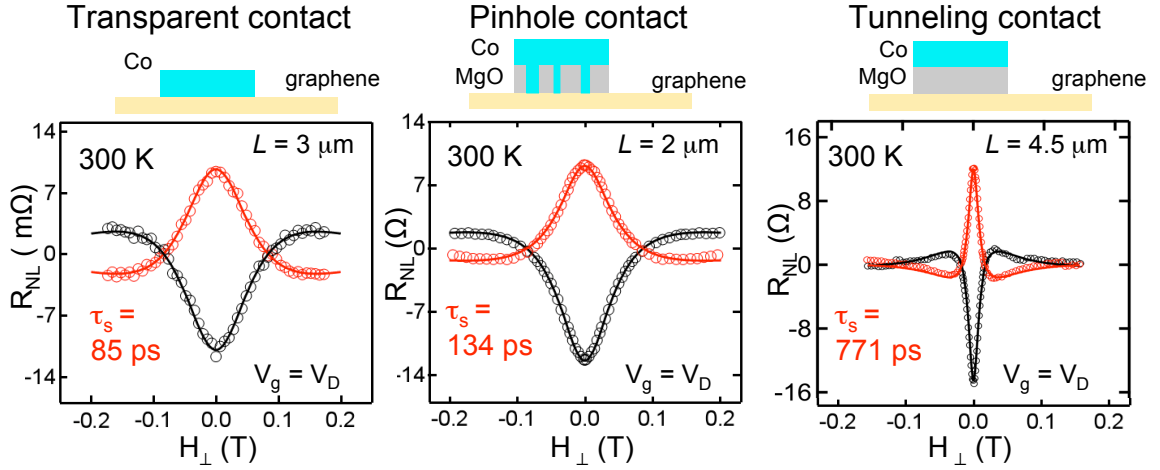 Transparent contact
Co
graphene
14
7
0
-7
-14
R_NL ( mΩ)
300 K
L = 3 μm
τ_s =
85 ps
V_g = V_D
-0.2 -0.1 0.0 0.1 0.2
H_⊥ (T)
Pinhole contact
Co
MgO
graphene
14
7
0
-7
-14
R_NL (Ω)
300 K
L = 2 μm
τ_s =
134 ps
V_g = V_D
-0.2 -0.1 0.0 0.1 0.2
H_⊥ (T)
Tunneling contact
Co
MgO
graphene
16
8
0
-8
-16
R_NL (Ω)
300 K
L = 4.5 μm
τ_s =
771 ps
V_g = V_D
-0.2 -0.1 0.0 0.1 0.2
H_⊥ (T)